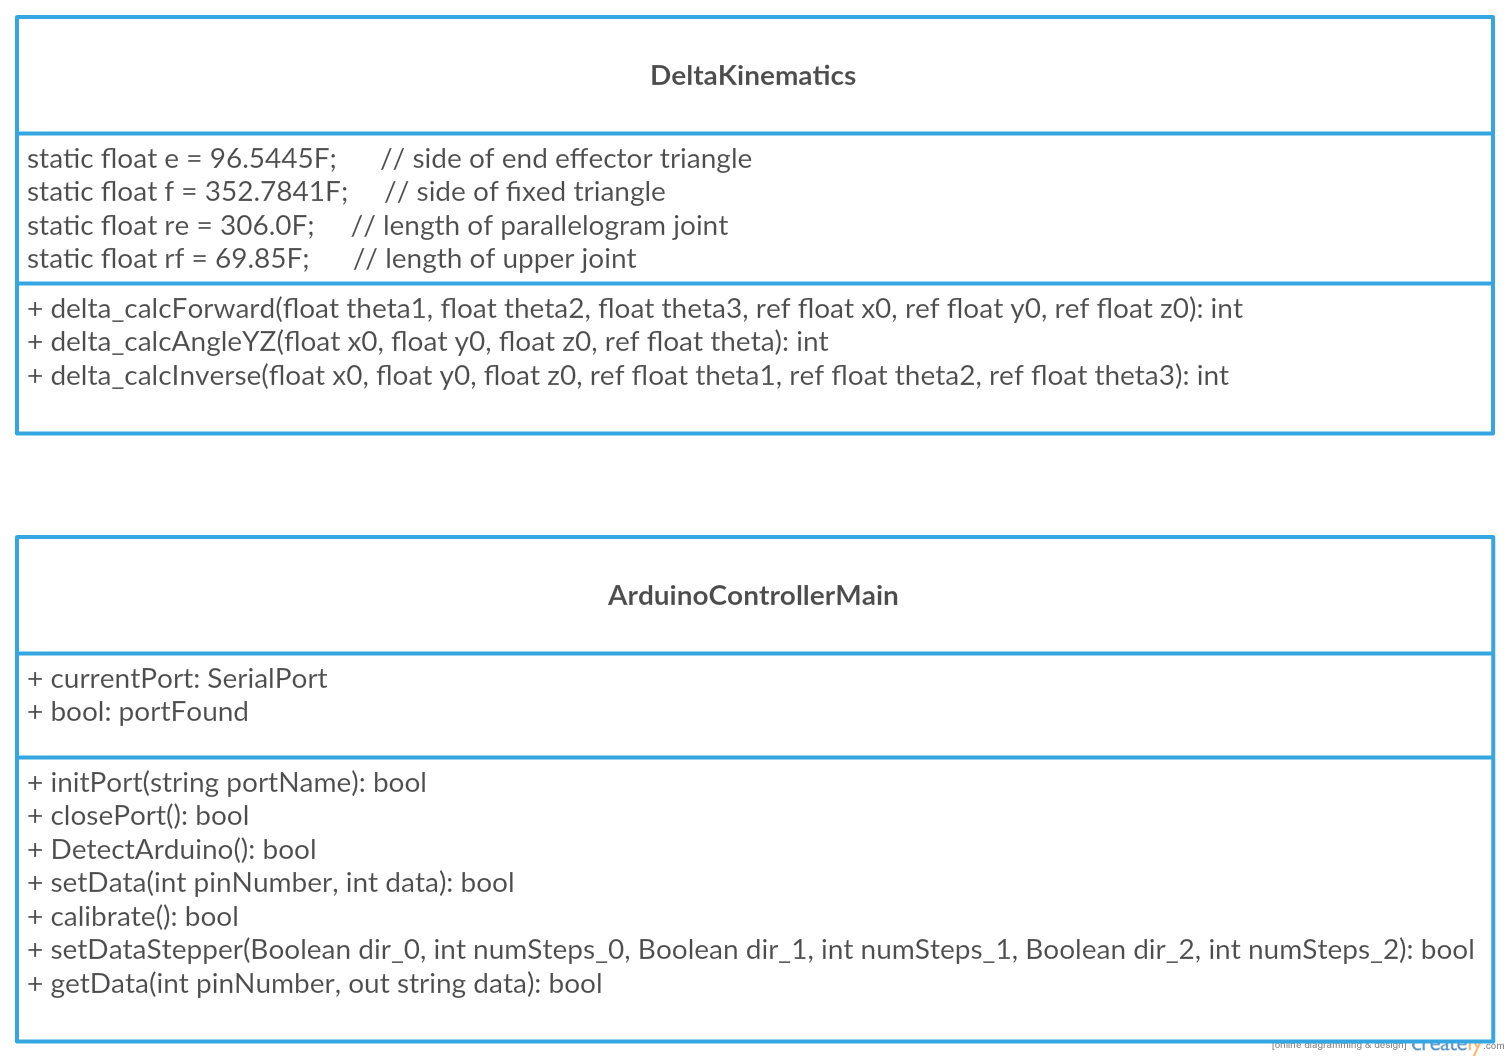 DeltaKinematics
static float e = 96.5445F; // side of end effector triangle
static float f = 352.7841F; // side of fixed triangle
static float re = 306.0F; // length of parallelogram joint
static float rf = 69.85F; // length of upper joint
+ delta_calcForward(float theta1, float theta2, float theta3, ref float x0, ref float y0, ref float z0): int
+ delta_calcAngleYZ(float x0, float y0, float z0, ref float theta): int
+ delta_calcInverse(float x0, float y0, float z0, ref float theta1, ref float theta2, ref float theta3): int
ArduinoControllerMain
+ currentPort: SerialPort
+ bool: portFound
+ initPort(string portName): bool
+ closePort(): bool
+ DetectArduino(): bool
+ setData(int pinNumber, int data): bool
+ calibrate(): bool
+ setDataStepper(Boolean dir_0, int numSteps_0, Boolean dir_1, int numSteps_1, Boolean dir_2, int numSteps_2): bool
+ getData(int pinNumber, out string data): bool
[online diagramming & design] creately.com